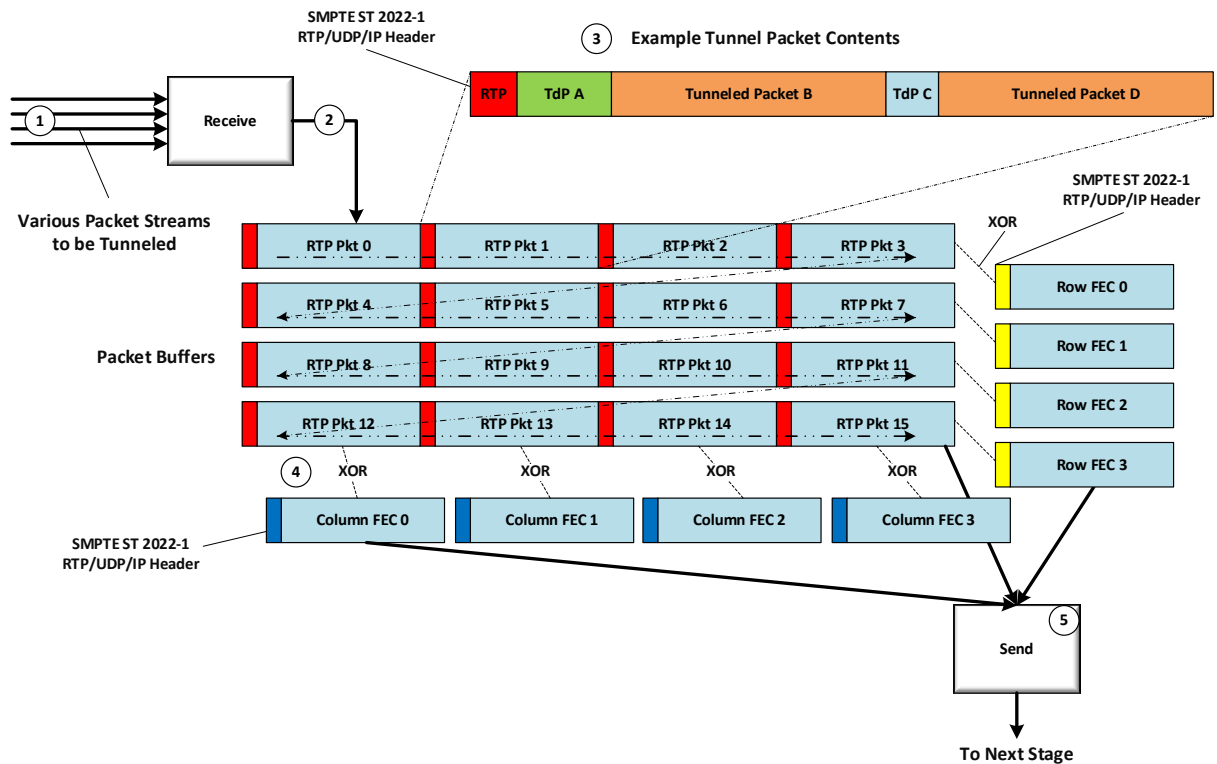 SMPTE ST 2022-1
RTP/UDP/IP Header
3 Example Tunnel Packet Contents
RTP TdP A Tunneled Packet B TdP C Tunneled Packet D
1 Receive 2
Various Packet Streams
to be Tunneled
SMPTE ST 2022-1
RTP/UDP/IP Header
XOR
RTP Pkt 0 RTP Pkt 1 RTP Pkt 2 RTP Pkt 3
Row FEC 0
RTP Pkt 4 RTP Pkt 5 RTP Pkt 6 RTP Pkt 7
Row FEC 1
Packet Buffers
RTP Pkt 8 RTP Pkt 9 RTP Pkt 10 RTP Pkt 11
Row FEC 2
RTP Pkt 12 RTP Pkt 13 RTP Pkt 14 RTP Pkt 15
Row FEC 3
4 XOR XOR XOR XOR
Column FEC 0 Column FEC 1 Column FEC 2 Column FEC 3
SMPTE ST 2022-1
RTP/UDP/IP Header
5
Send
To Next Stage